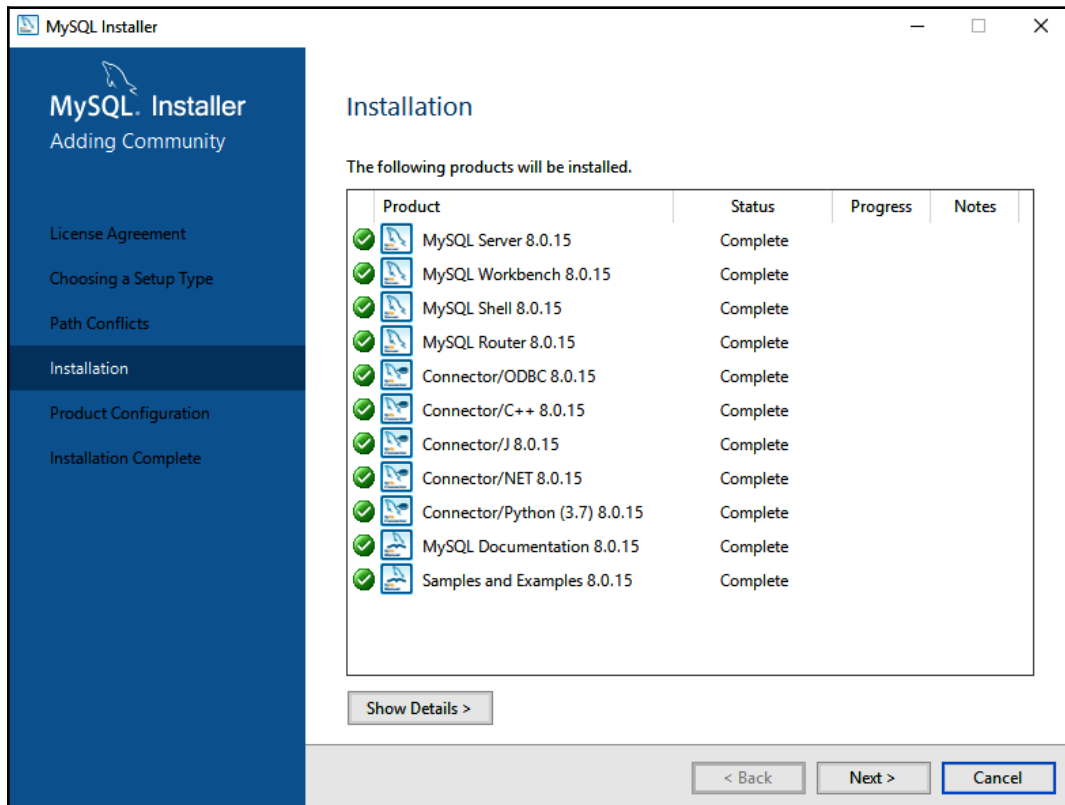 MySQL Installer
MySQL. Installer
Adding Community
License Agreement
Choosing a Setup Type
Path Conflicts
Installation
Product Configuration
Installation Complete
Installation
The following products will be installed.
Product Status Progress Notes
MySQL Server 8.0.15 Complete
MySQL Workbench 8.0.15 Complete
MySQL Shell 8.0.15 Complete
MySQL Router 8.0.15 Complete
Connector/ODBC 8.0.15 Complete
Connector/C++ 8.0.15 Complete
Connector/J 8.0.15 Complete
Connector/NET 8.0.15 Complete
Connector/Python (3.7) 8.0.15 Complete
MySQL Documentation 8.0.15 Complete
Samples and Examples 8.0.15 Complete
Show Details >
< Back Next > Cancel